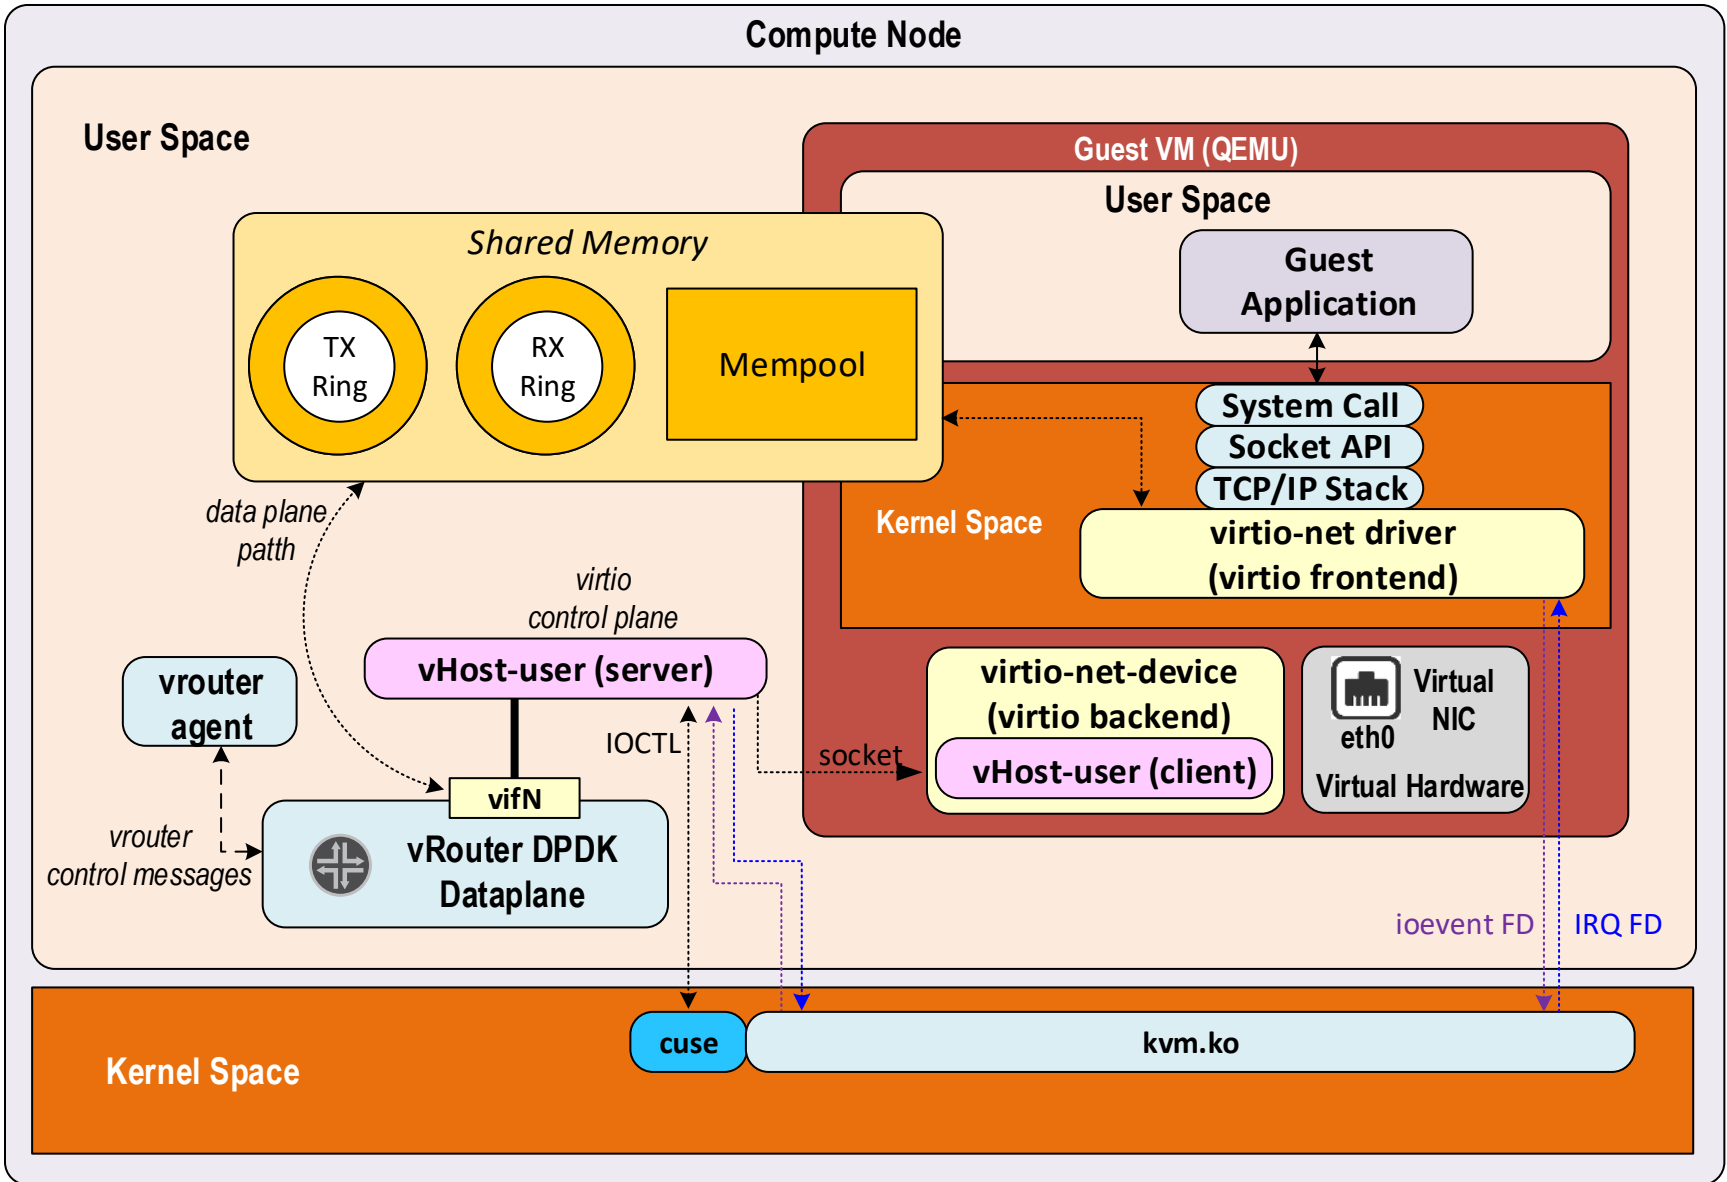 Compute Node
User Space
Guest VM (QEMU)
User Space
Shared Memory
TX
Ring
RX
Ring
Mempool
Guest
Application
System Call
Socket API
TCP/IP Stack
Kernel Space
virtio-net driver
(virtio frontend)
data plane
patth
virtio
control plane
vHost-user (server)
vrouter
agent
IOCTL
socket
virtio-net-device
(virtio backend)
vHost-user (client)
Virtual
NIC
eth0
Virtual Hardware
vifN
vRouter DPDK
Dataplane
vrouter
control messages
ioevent FD
IRQ FD
cuse
kvm.ko
Kernel Space